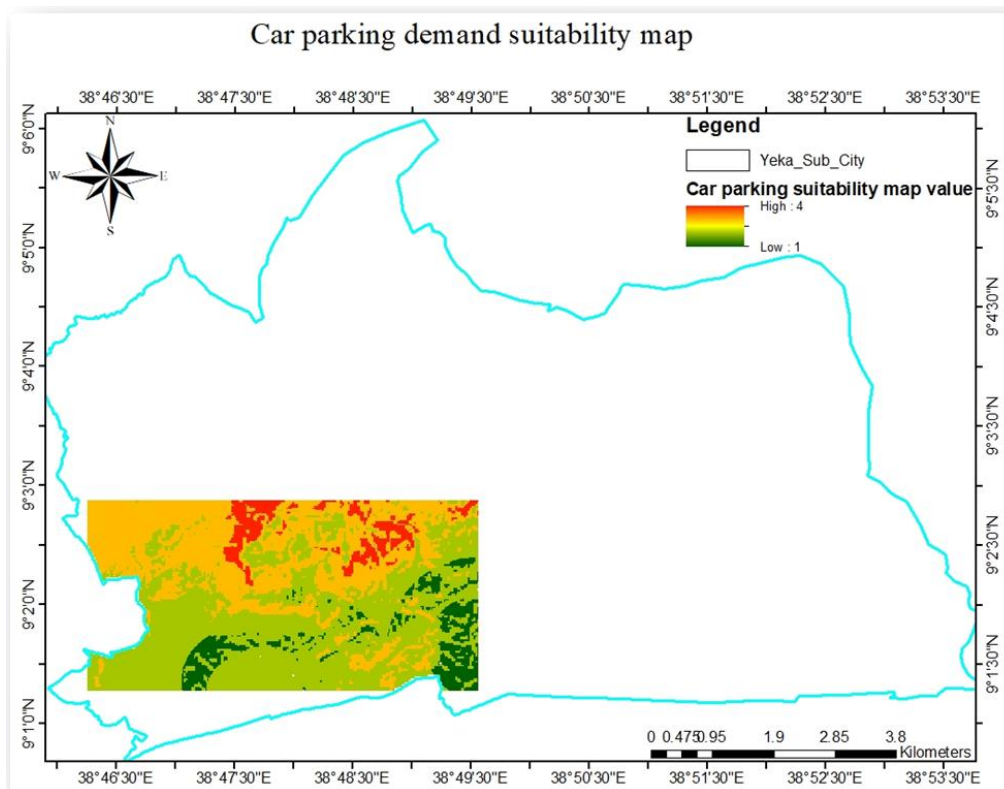 Car parking demand suitability map
38°46'30"E 38°47'30"E 38°48'30"E 38°49'30"E 38°50'30"E 38°51'30"E 38°52'30"E 38°53'30"E
N
W E
S
Legend
Yeka_Sub_City
Car parking suitability map value
High : 4
Low : 1
9°6'0"N
9°5'0"N
9°4'0"N
9°3'0"N
9°2'0"N
9°1'0"N
9°5'30"N
9°4'30"N
9°3'30"N
9°2'30"N
9°1'30"N
0 0.475 0.95 1.9 2.85 3.8
Kilometers
38°46'30"E 38°47'30"E 38°48'30"E 38°49'30"E 38°50'30"E 38°51'30"E 38°52'30"E 38°53'30"E